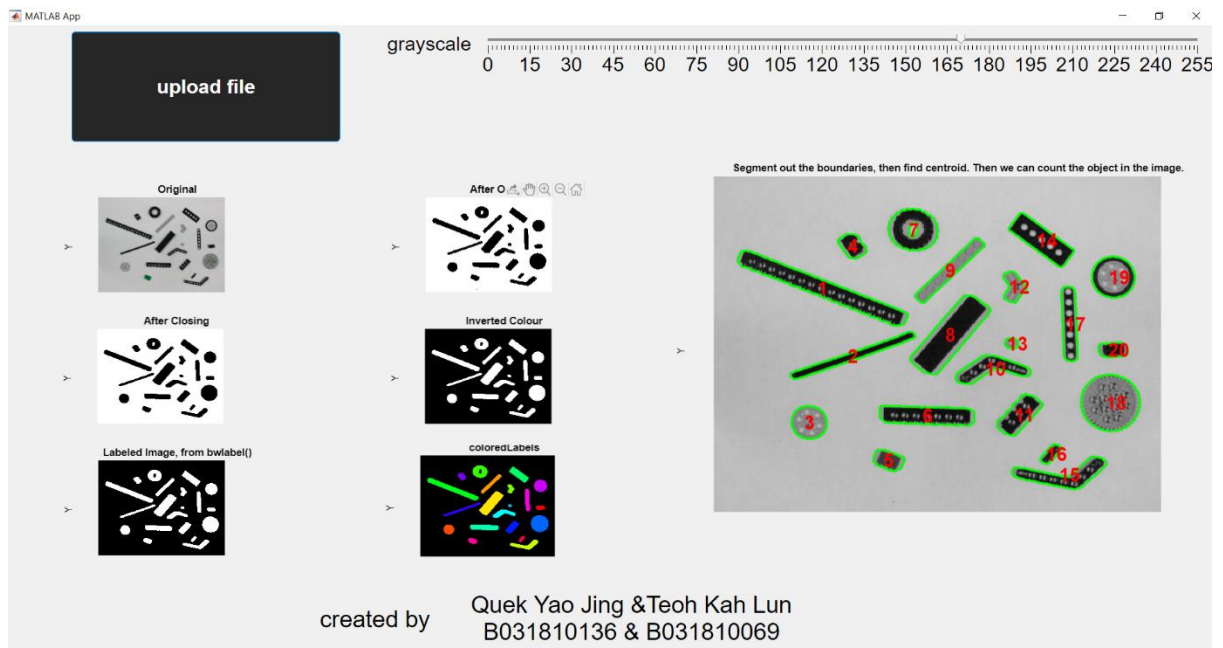 MATLAB App
upload file
grayscale
0 15 30 45 60 75 90 105 120 135 150 165 180 195 210 225 240 255
Segment out the boundaries, then find centroid. Then we can count the object in the image.
Original
After O
Y
Y
Y
After Closing
Inverted Colour
Y
Y
Labeled Image, from bwlabel()
coloredLabels
Y
Y
7
14
4
9
19
12
1
17
8
13
20
2
10
18
6
11
3
16
5
15
created by
Quek Yao Jing &Teoh Kah Lun
B031810136 & B031810069